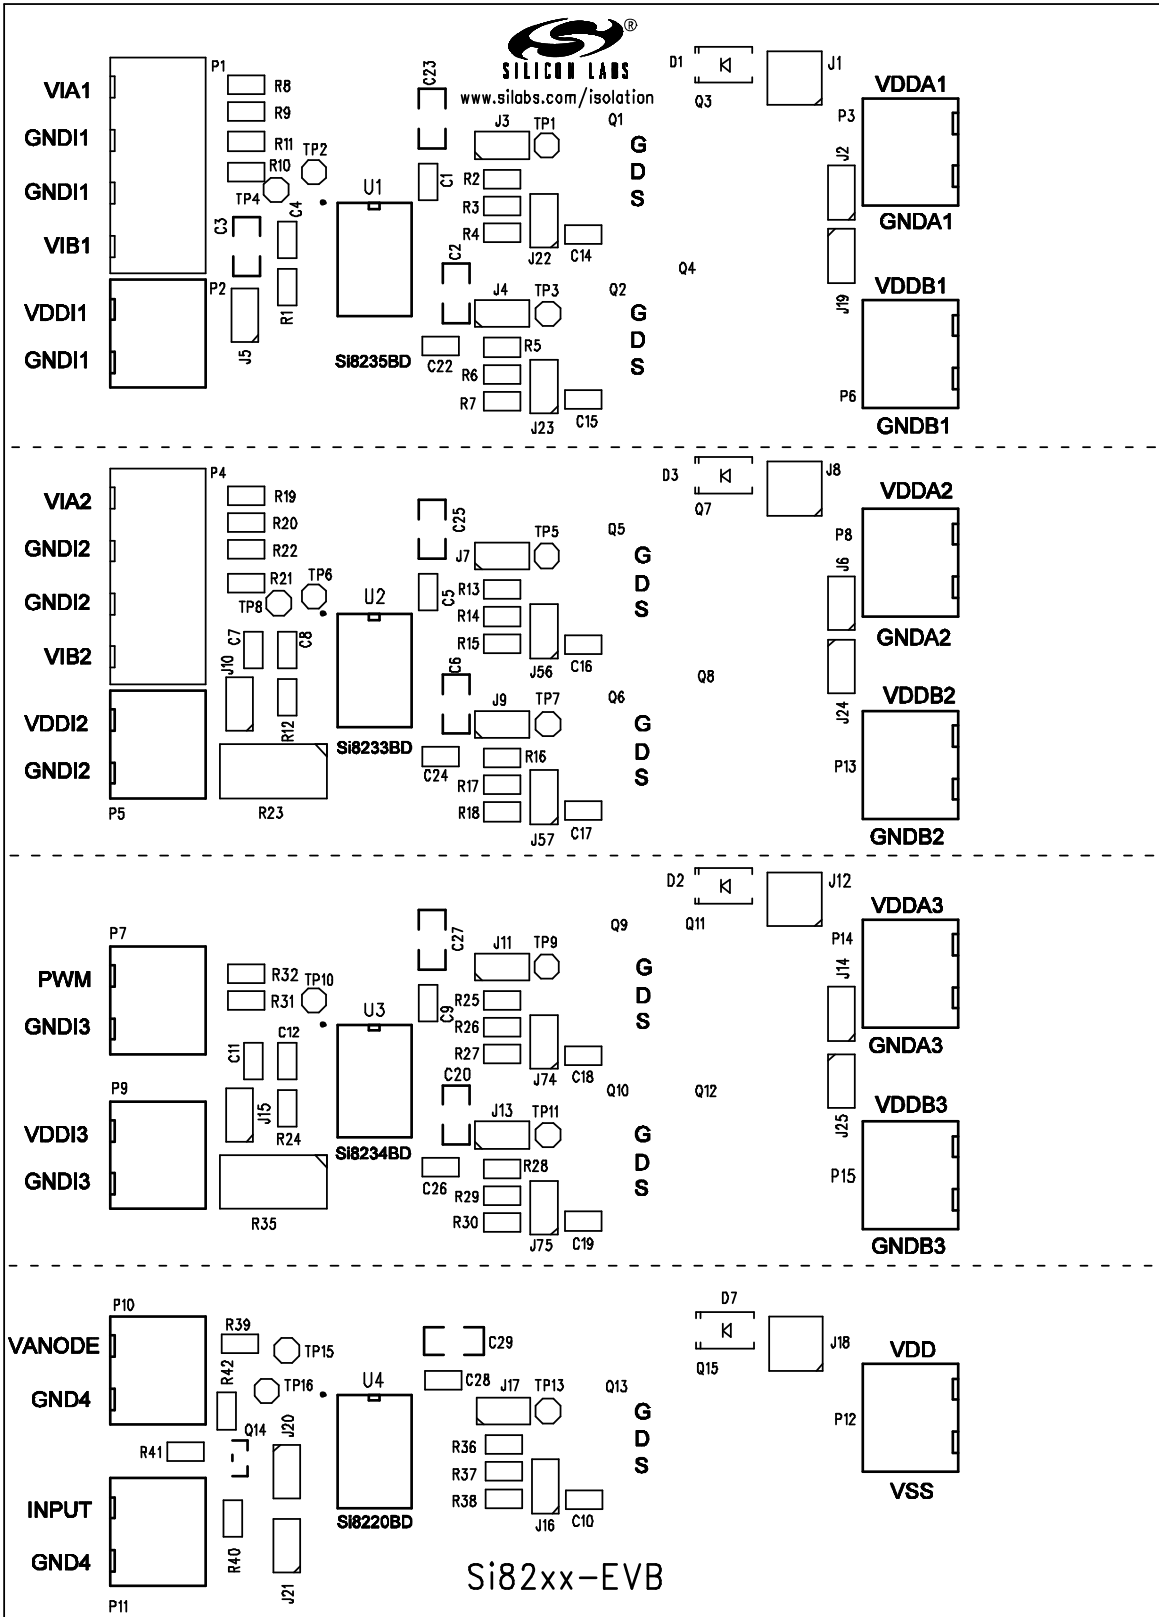 ®
SILICON LABS
www.silabs.com/isolation
VIA1
GNDI1
GNDI1
VIB1
VDDI1
GNDI1
P1
P2
R8
R9
R11
R10
TP2
TP4
C3
C4
R1
J5
U1
Si8235BD
C23
C1
C2
C22
J3
TP1
R2
R3
R4
J22
C14
J4
TP3
R5
R6
R7
J23
C15
Q1
G
D
S
Q2
G
D
S
D1
Q3
Q4
J1
J2
J19
P3
VDDA1
GNDA1
VDDB1
P6
GNDB1
VIA2
GNDI2
GNDI2
VIB2
VDDI2
GNDI2
P4
P5
R19
R20
R22
R21
TP6
TP8
C7
C8
J10
R12
R23
U2
Si8233BD
C25
C5
C6
C24
J7
TP5
R13
R14
R15
J56
C16
J9
TP7
R16
R17
R18
J57
C17
Q5
G
D
S
Q6
G
D
S
D3
Q7
Q8
J8
J6
J24
P8
VDDA2
GNDA2
VDDB2
P13
GNDB2
P7
PWM
GNDI3
P9
VDDI3
GNDI3
R32
R31
TP10
C11
C12
J15
R24
R35
U3
Si8234BD
C27
C9
C20
C26
J11
TP9
R25
R26
R27
J74
C18
J13
TP11
R28
R29
R30
J75
C19
Q9
G
D
S
Q10
G
D
S
D2
Q11
Q12
J12
J14
J25
P14
VDDA3
GNDA3
VDDB3
P15
GNDB3
P10
VANODE
GND4
INPUT
GND4
P11
R39
R42
TP15
TP16
R41
Q14
J20
R40
J21
U4
Si8220BD
C29
C28
J17
TP13
R36
R37
R38
J16
C10
Q13
G
D
S
D7
Q15
J18
VDD
P12
VSS
Si82xx-EVB